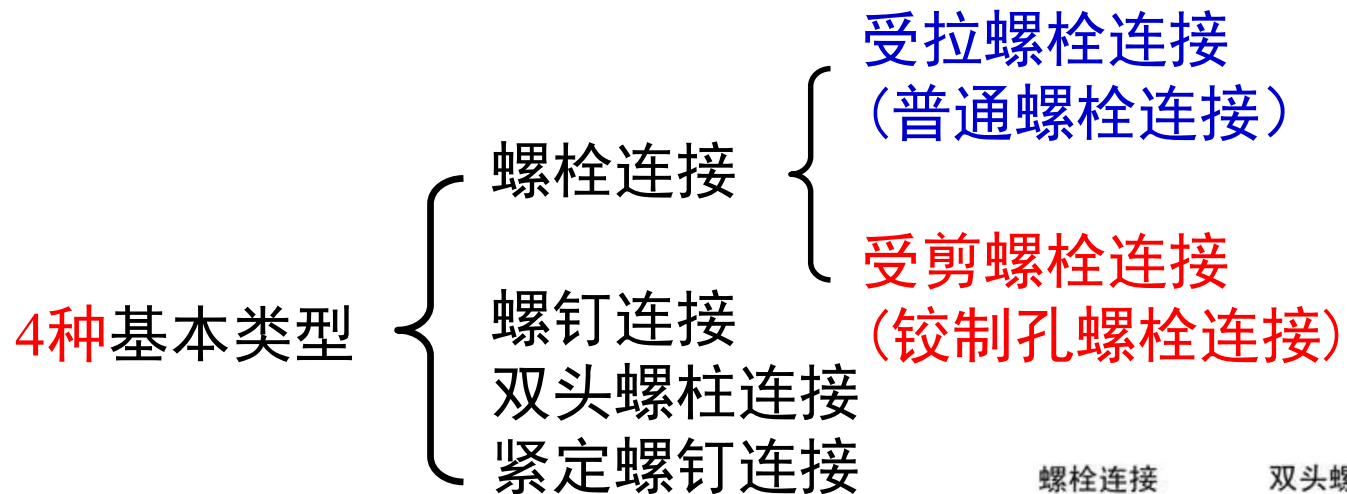 受拉螺栓连接
(普通螺栓连接)
螺栓连接
受剪螺栓连接
(铰制孔螺栓连接)
4种基本类型
螺钉连接
双头螺柱连接
紧定螺钉连接
螺栓连接
双头螺